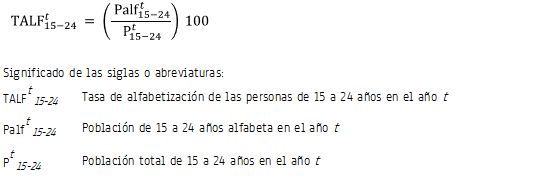 TALF^t_15−24 = (Palf^t_15−24 / P^t_15−24) 100
Significado de las siglas o abreviaturas:
TALF^t_15-24 Tasa de alfabetización de las personas de 15 a 24 años en el año t
Palf^t_15-24 Población de 15 a 24 años alfabeta en el año t
P^t_15-24 Población total de 15 a 24 años en el año t